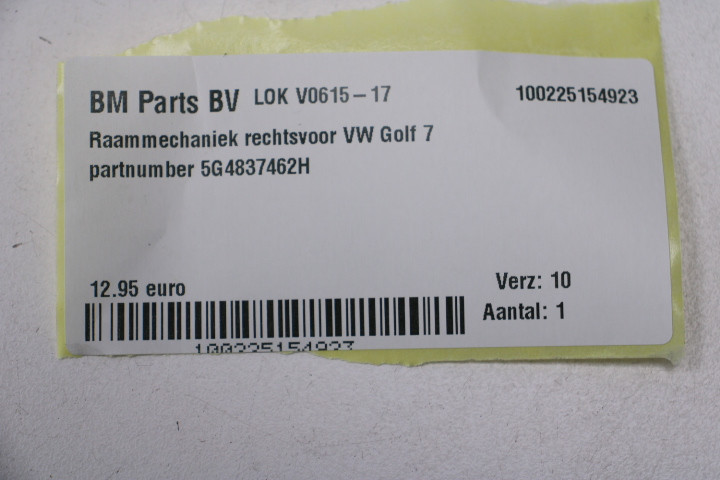 BM Parts BV LOK V0615-17 100225154923
Raammechaniek rechtsvoor VW Golf 7
partnumber 5G4837462H
12.95 euro Verz: 10
Aantal: 1
100225154923